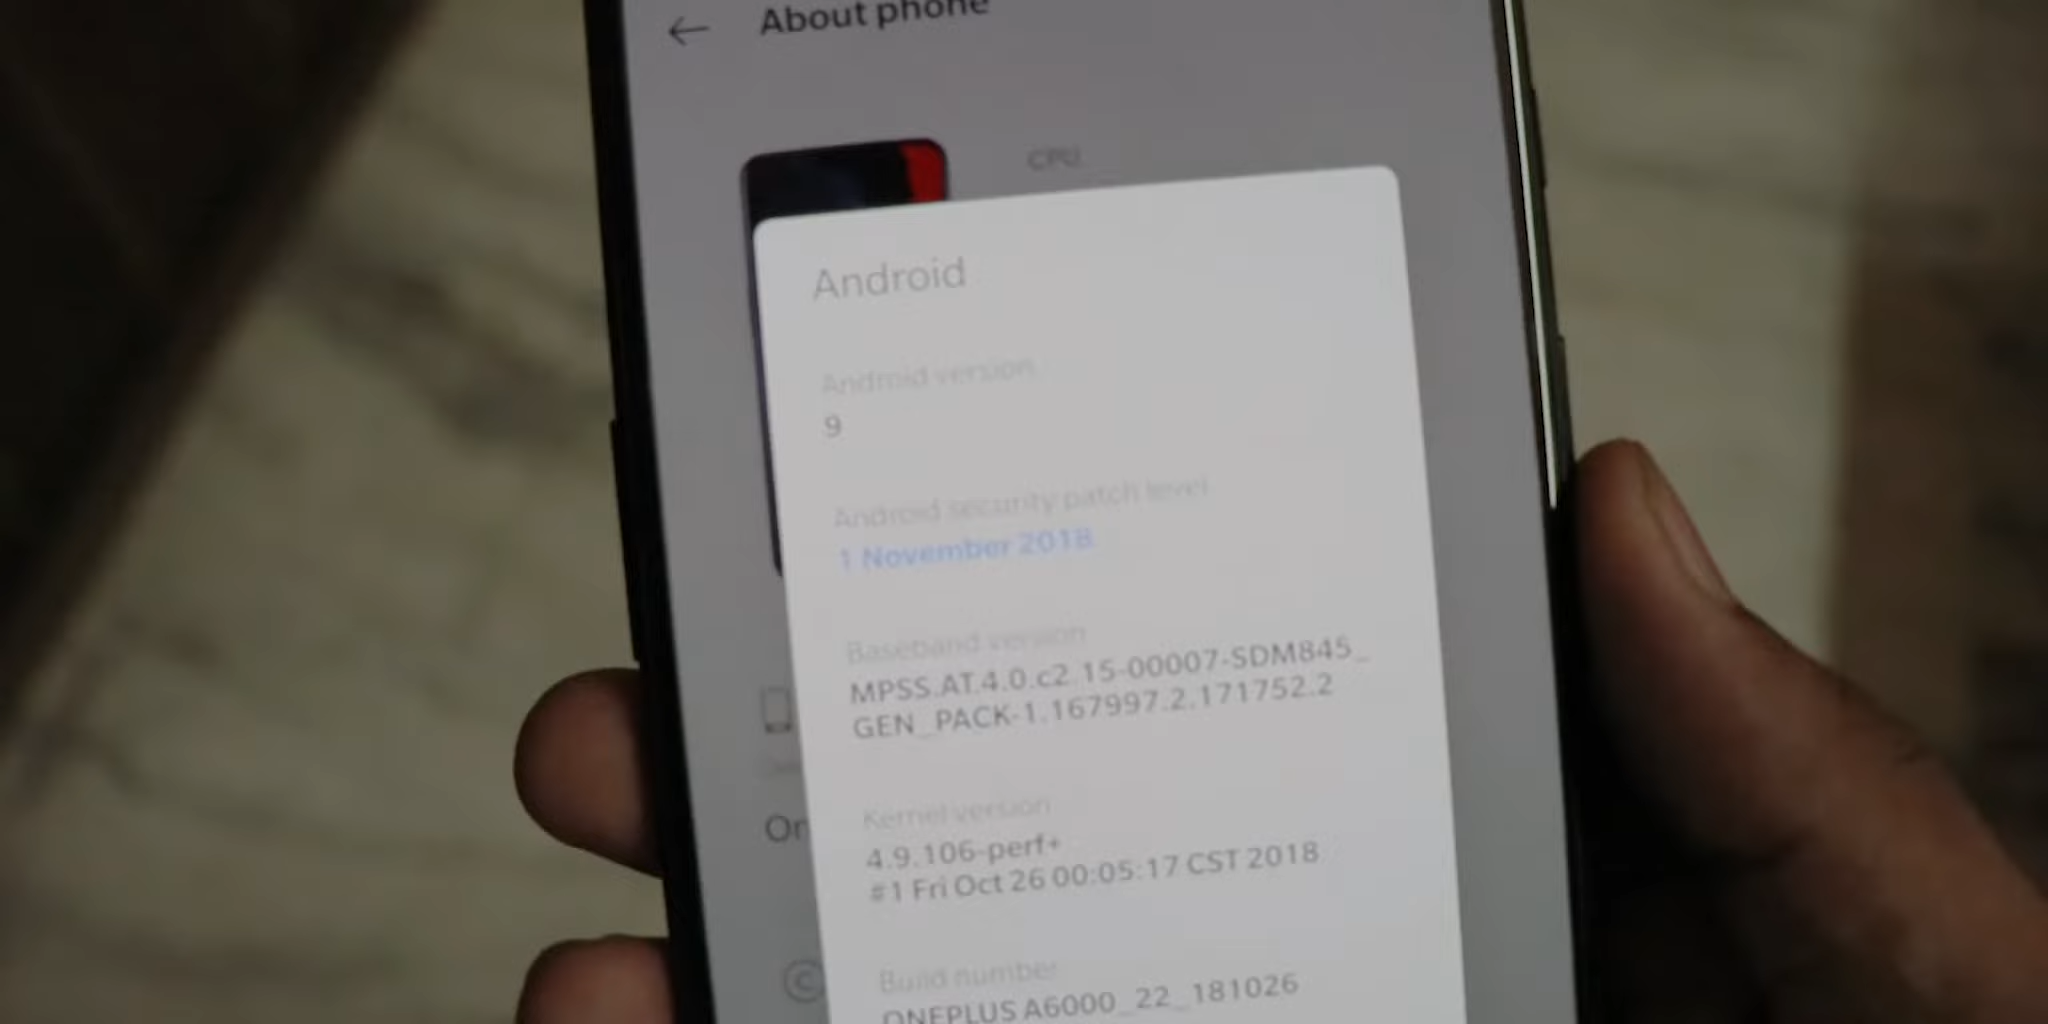 About phone
CPU
Android
Android version
9
Android security patch level
1 November 2018
Baseband version
MPSS.AT.4.0.c2.15-00007-SDM845_
GEN_PACK-1.167997.2.171752.2
Kernel version
4.9.106-perf+
#1 Fri Oct 26 00:05:17 CST 2018
On
Build number
ONEPLUS A6000_22_181026